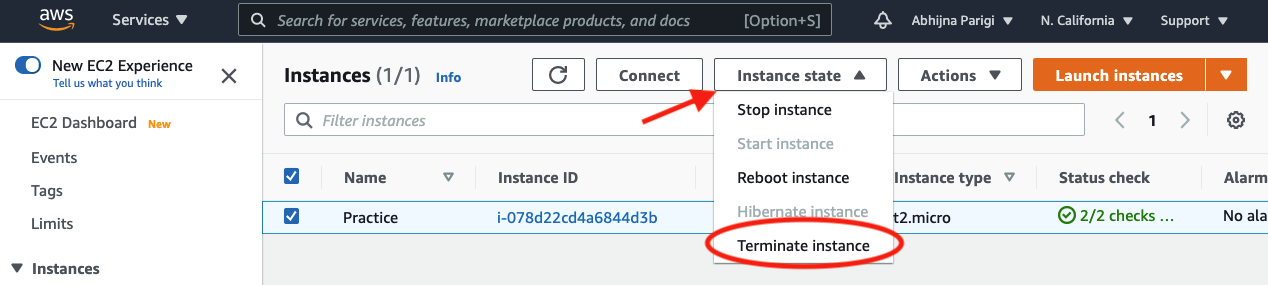 aws Services Search for services, features, marketplace products, and docs [Option+S] Abhijna Parigi N. California Support
New EC2 Experience
Tell us what you think
EC2 Dashboard New
Events
Tags
Limits
Instances
Instances (1/1) Info Connect Instance state Actions Launch instances
Stop instance
Start instance
Reboot instance
Hibernate instance
Terminate instance
Filter instances 1
Name Instance ID Instance type Status check Alarm
Practice i-078d22cd4a6844d3b t2.micro 2/2 checks ... No ala